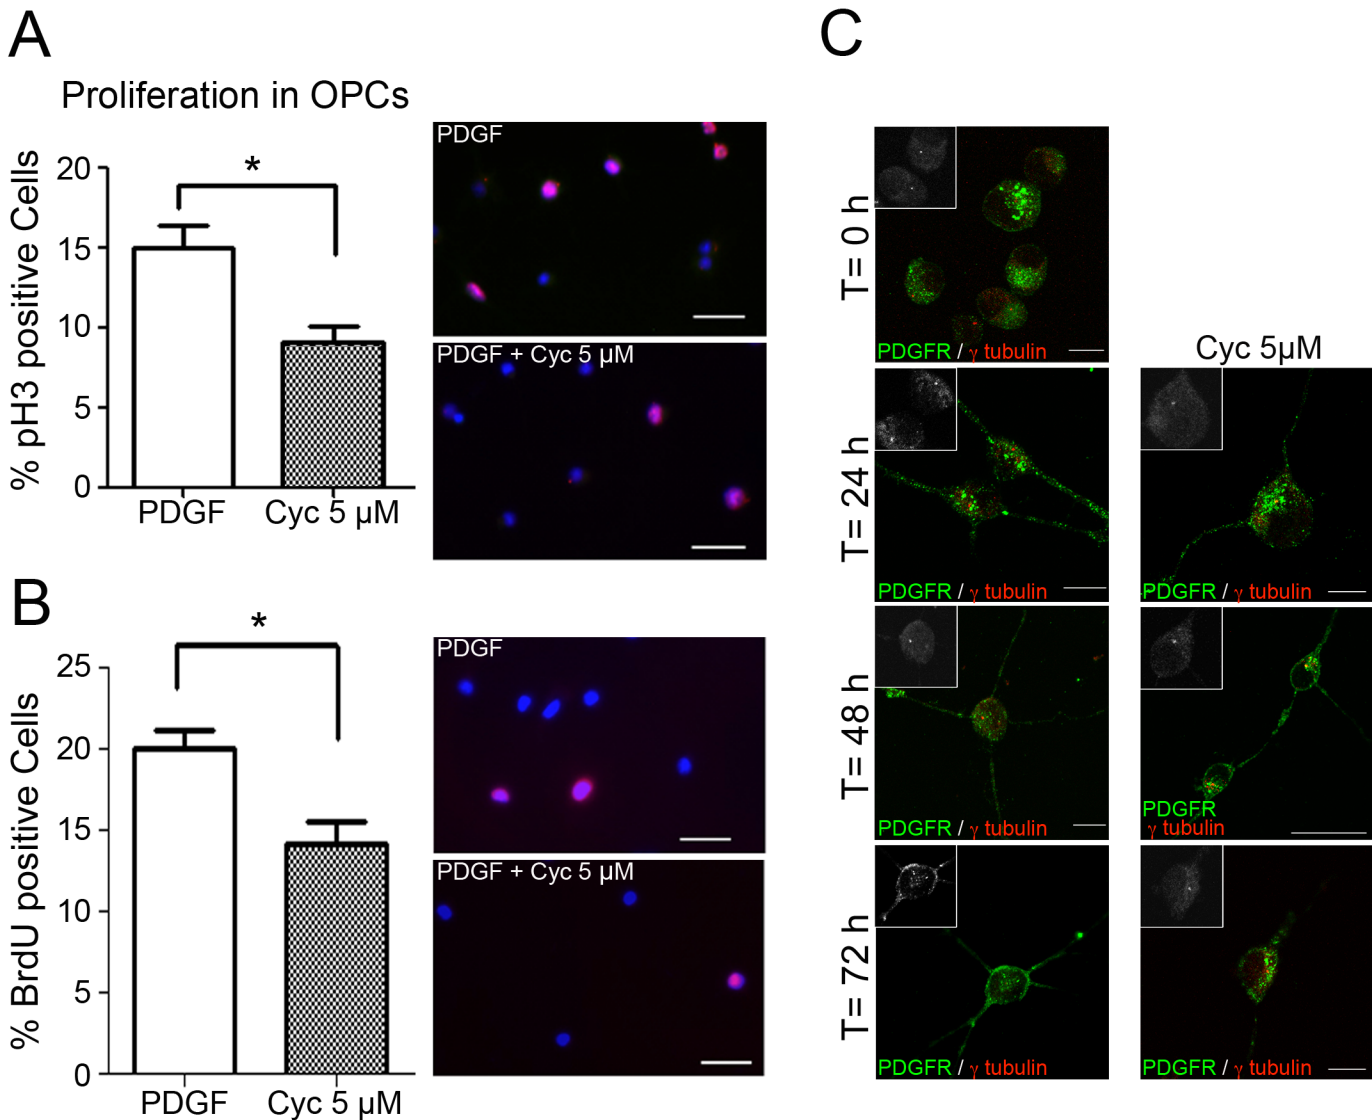 A
Proliferation in OPCs
% pH3 positive Cells
20
15
10
5
0
*
PDGF
Cyc 5 µM
PDGF
PDGF + Cyc 5 µM
B
% BrdU positive Cells
25
20
15
10
5
0
*
PDGF
Cyc 5 µM
PDGF
PDGF + Cyc 5 µM
C
T= 0 h
PDGFR / γ tubulin
Cyc 5µM
T= 24 h
PDGFR / γ tubulin
PDGFR / γ tubulin
T= 48 h
PDGFR / γ tubulin
PDGFR
γ tubulin
T= 72 h
PDGFR / γ tubulin
PDGFR / γ tubulin